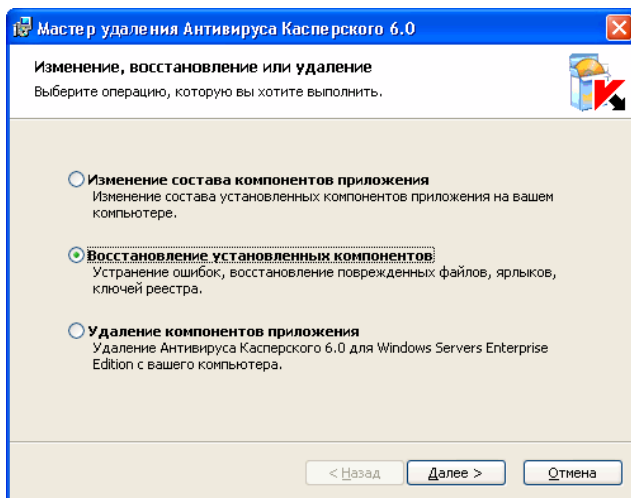 Мастер удаления Антивируса Касперского 6.0
Изменение, восстановление или удаление
Выберите операцию, которую вы хотите выполнить.
Изменение состава компонентов приложения
Изменение состава установленных компонентов приложения на вашем
компьютере.
Восстановление установленных компонентов
Устранение ошибок, восстановление поврежденных файлов, ярлыков,
ключей реестра.
Удаление компонентов приложения
Удаление Антивируса Касперского 6.0 для Windows Servers Enterprise
Edition с вашего компьютера.
< Назад Далее > Отмена